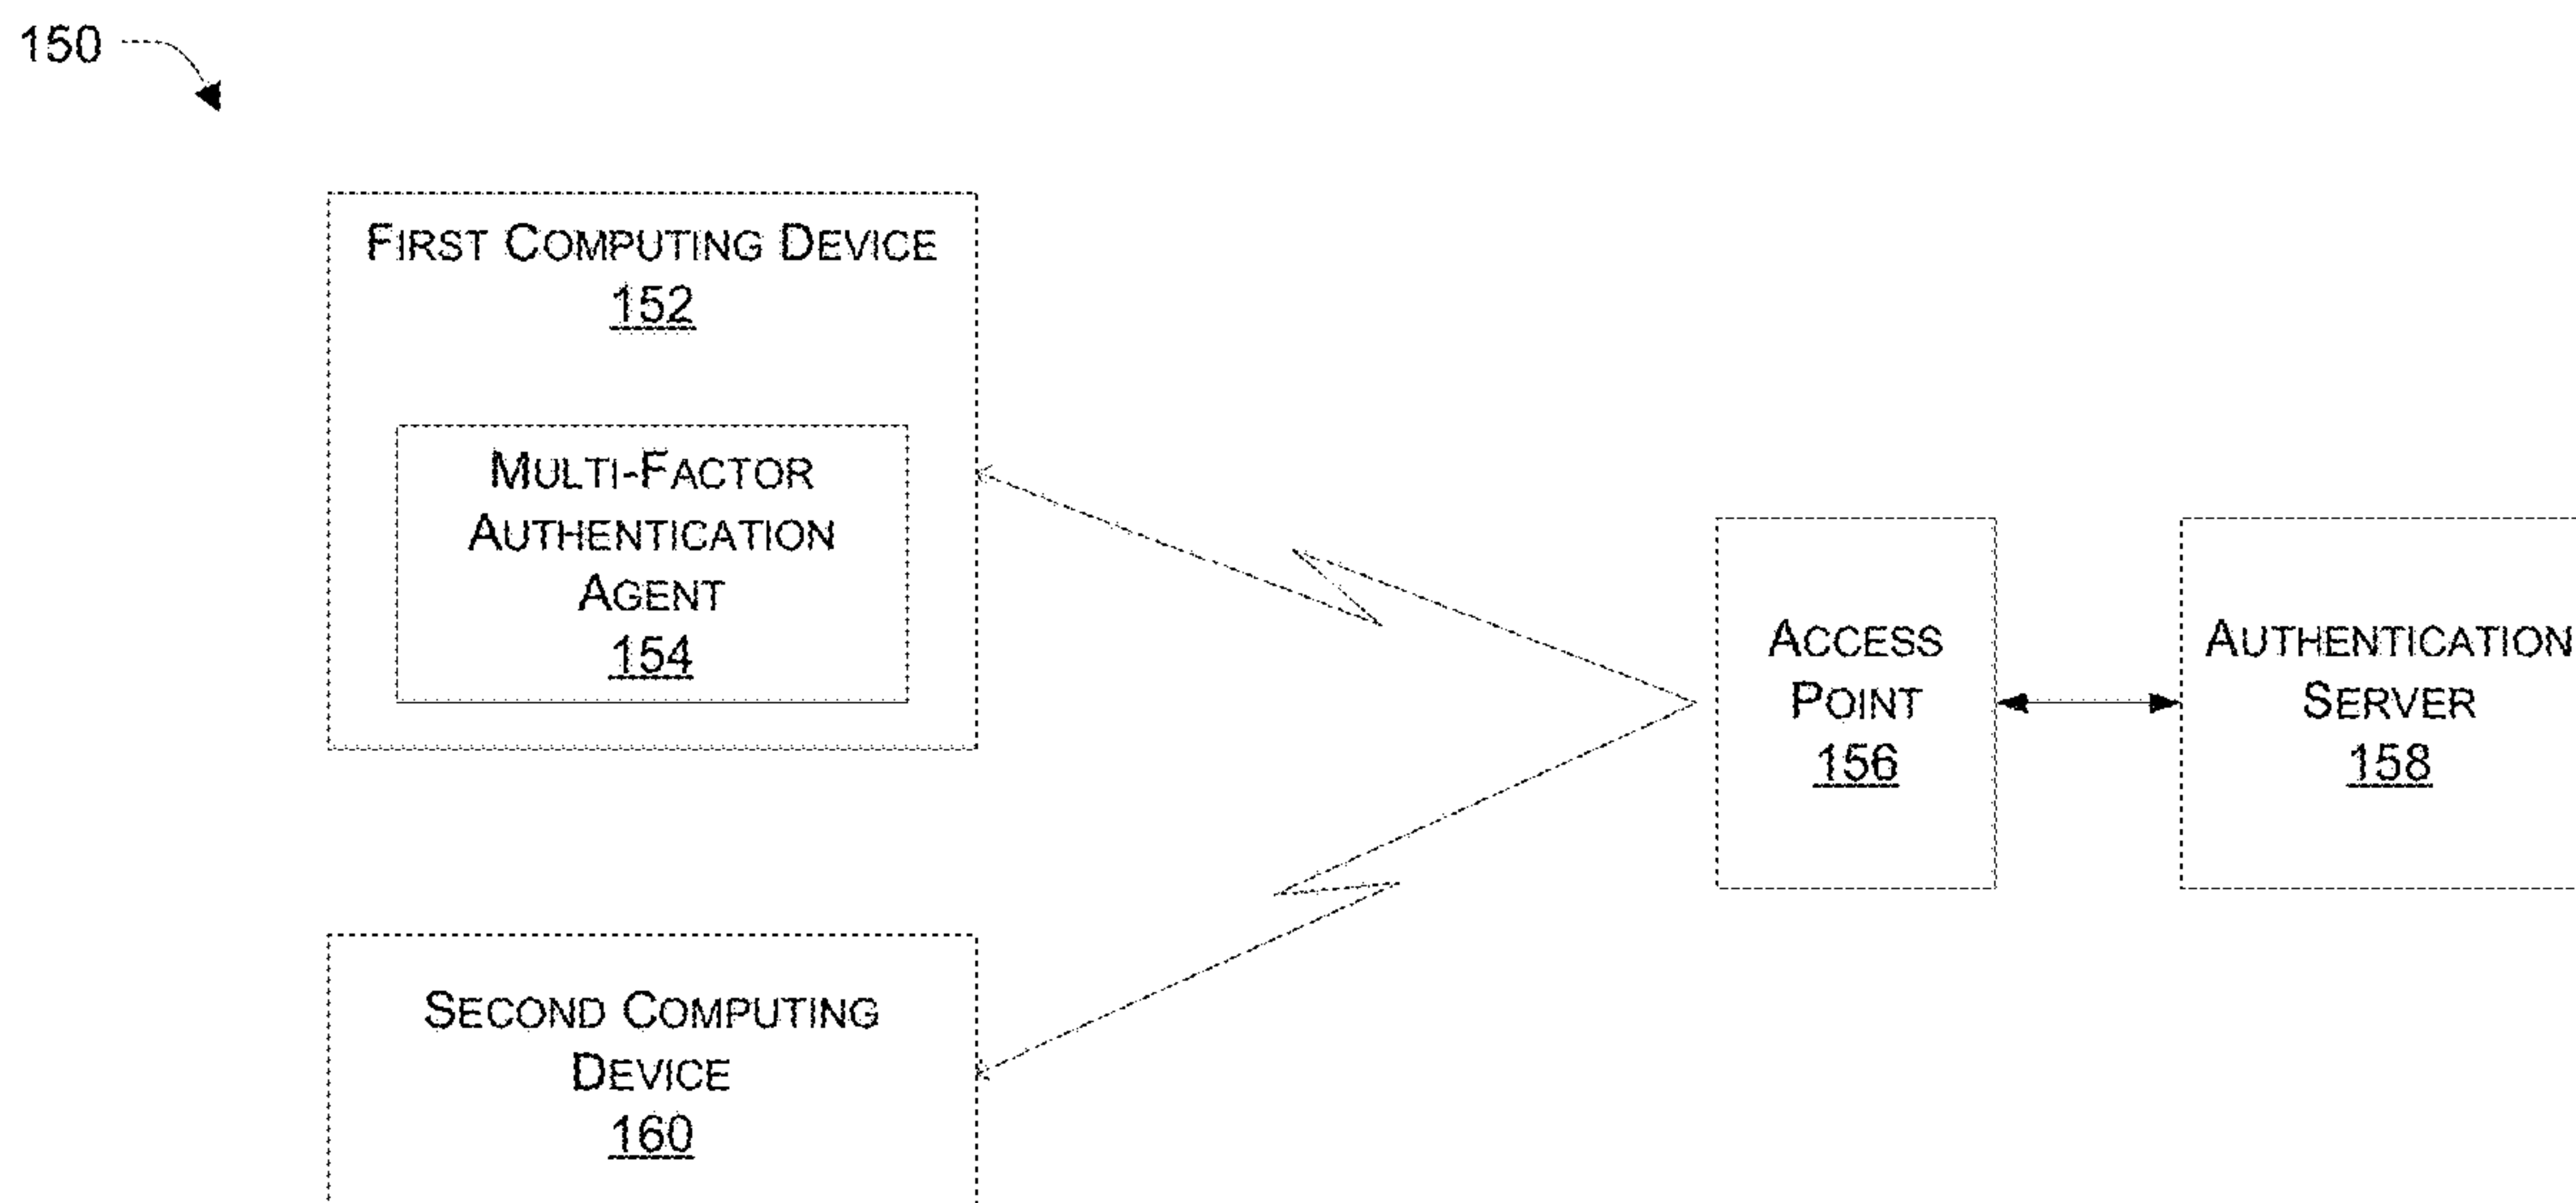 150
FIRST COMPUTING DEVICE
152
MULTI-FACTOR
AUTHENTICATION
AGENT
154
ACCESS
POINT
156
AUTHENTICATION
SERVER
158
SECOND COMPUTING
DEVICE
160